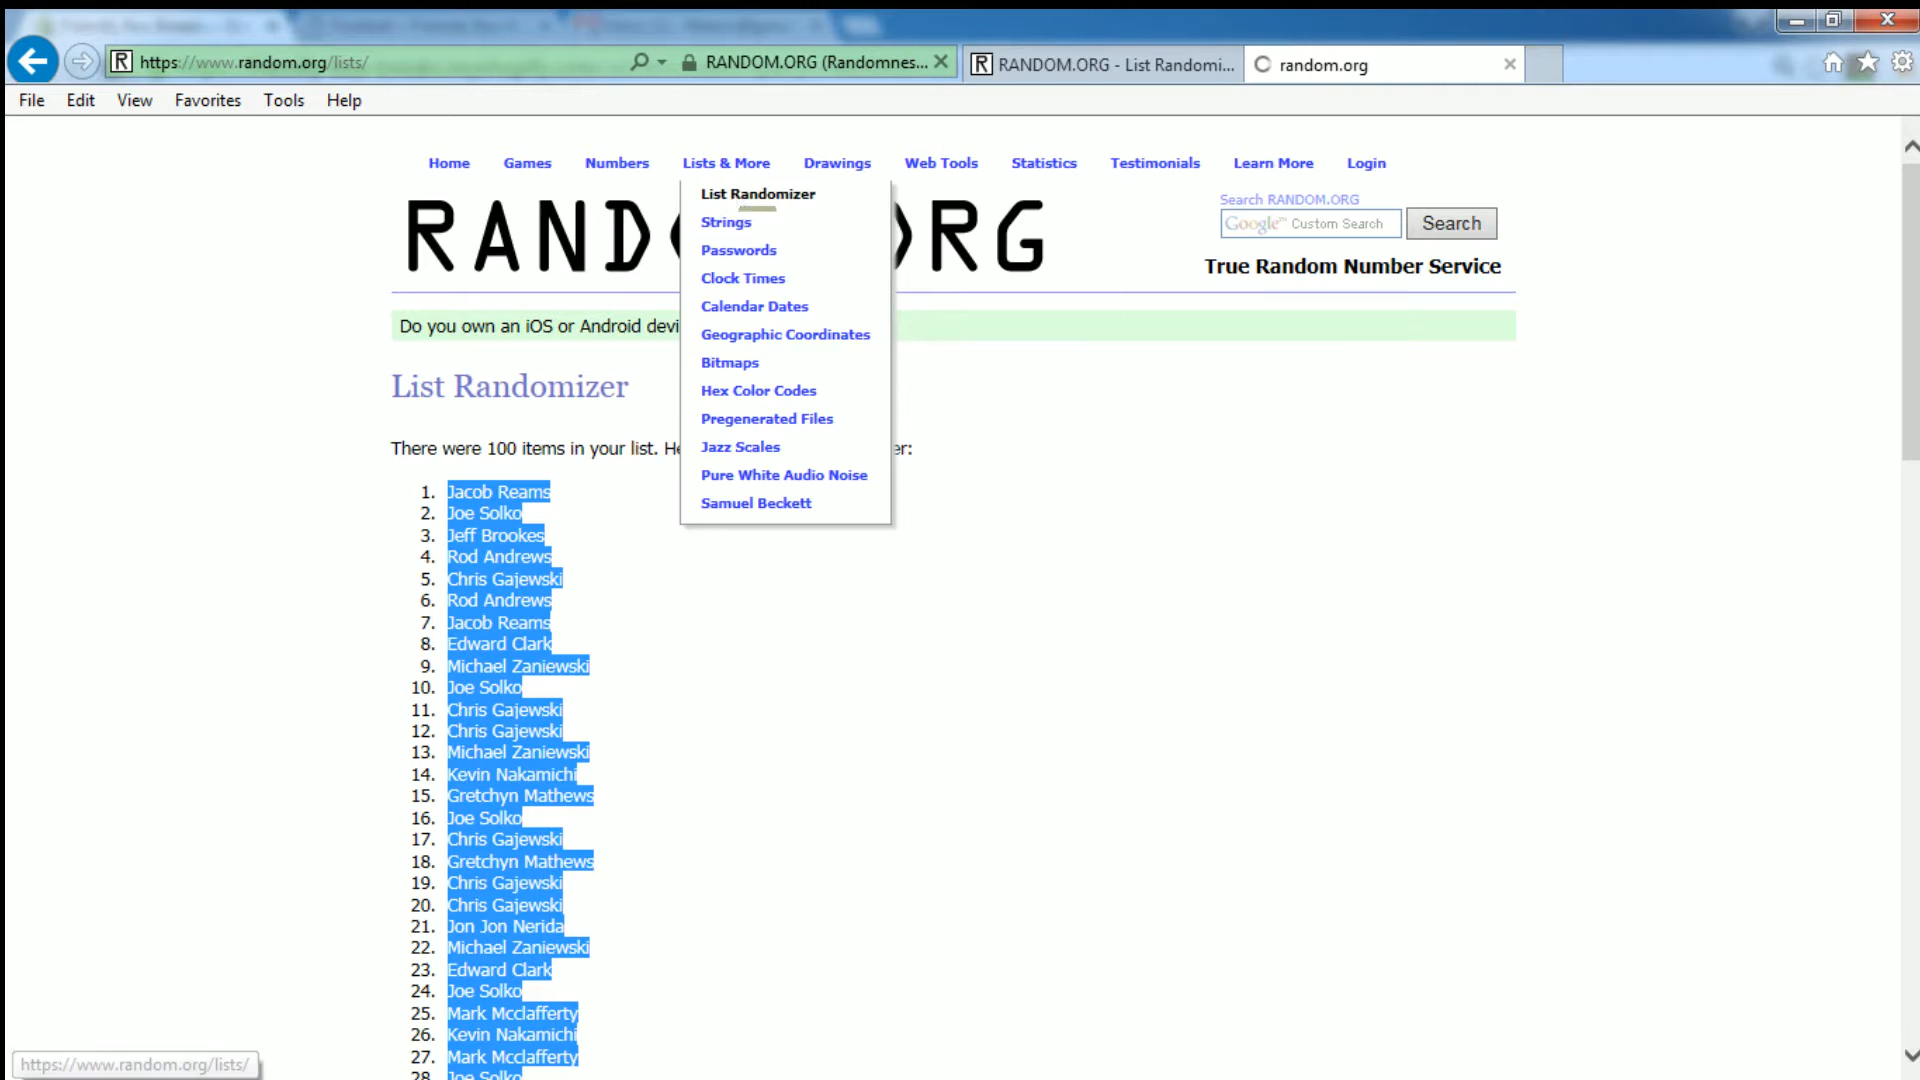 https://www.random.org/lists/
RANDOM.ORG (Randomnes...
RANDOM.ORG - List Randomi...
random.org
File Edit View Favorites Tools Help
Home Games Numbers Lists & More Drawings Web Tools Statistics Testimonials Learn More Login
List Randomizer
Strings
Passwords
Clock Times
Calendar Dates
Geographic Coordinates
Bitmaps
Hex Color Codes
Pregenerated Files
Jazz Scales
Pure White Audio Noise
Samuel Beckett
RAND RG
Search RANDOM.ORG
Google™ Custom Search
Search
True Random Number Service
Do you own an iOS or Android devi
List Randomizer
There were 100 items in your list. He er:
1. Jacob Reams
2. Joe Solko
3. Jeff Brookes
4. Rod Andrews
5. Chris Gajewski
6. Rod Andrews
7. Jacob Reams
8. Edward Clark
9. Michael Zaniewski
10. Joe Solko
11. Chris Gajewski
12. Chris Gajewski
13. Michael Zaniewski
14. Kevin Nakamichi
15. Gretchyn Mathews
16. Joe Solko
17. Chris Gajewski
18. Gretchyn Mathews
19. Chris Gajewski
20. Chris Gajewski
21. Jon Jon Nerida
22. Michael Zaniewski
23. Edward Clark
24. Joe Solko
25. Mark Mcclafferty
26. Kevin Nakamichi
27. Mark Mcclafferty
28. Joe Solko
https://www.random.org/lists/